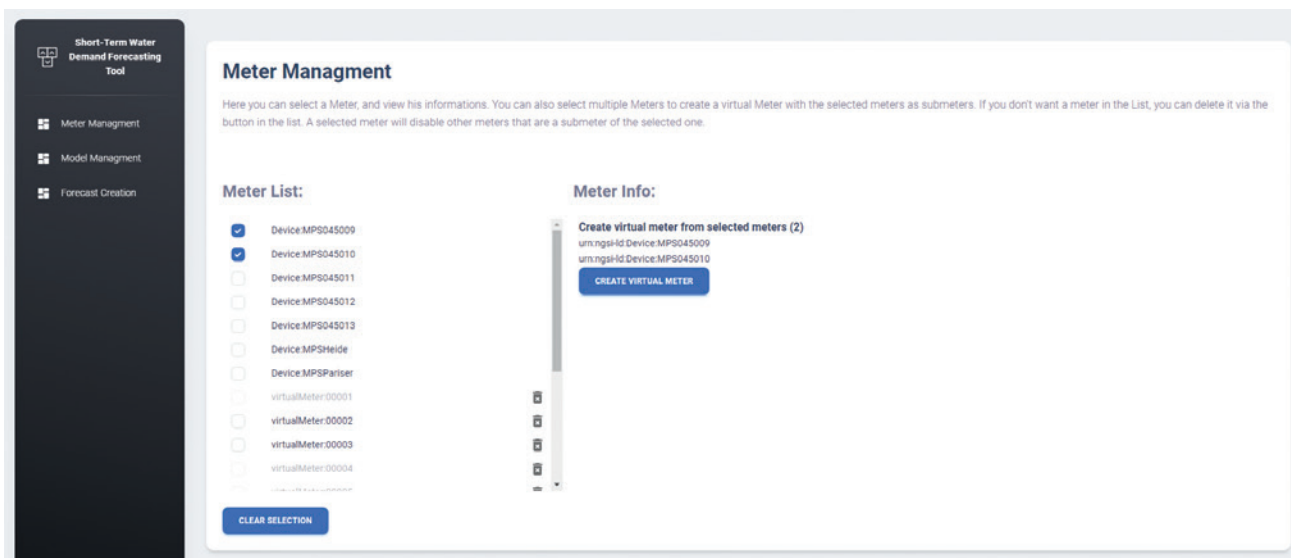 Short-Term Water
Demand Forecasting
Tool
Meter Managment
Model Managment
Forecast Creation
Meter Managment
Here you can select a Meter, and view his informations. You can also select multiple Meters to create a virtual Meter with the selected meters as submeters. If you don't want a meter in the List, you can delete it via the
button in the list. A selected meter will disable other meters that are a submeter of the selected one.
Meter List:
Device:MPS045009
Device:MPS045010
Device:MPS045011
Device:MPS045012
Device:MPS045013
Device:MPSHeide
Device:MPSPariser
virtualMeter:00001
virtualMeter:00002
virtualMeter:00003
virtualMeter:00004
CLEAR SELECTION
Meter Info:
Create virtual meter from selected meters (2)
urn:ngsi-ld:Device:MPS045009
urn:ngsi-ld:Device:MPS045010
CREATE VIRTUAL METER